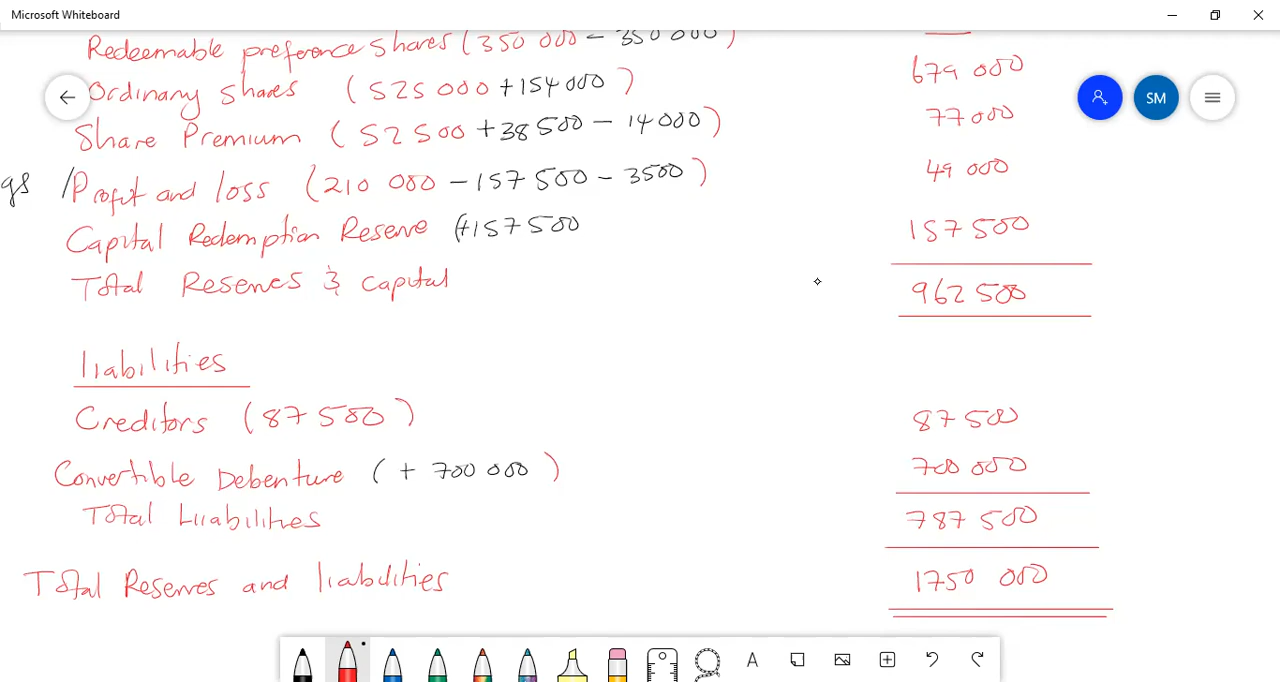 Microsoft Whiteboard
Redeemable preference shares (350 000 - 350 000)
Ordinary shares (525 000 +154 000) 679 000
SM
Share Premium (52 500 +38 500 - 14 000) 77 000
gs /Profit and loss (210 000 - 157 500 - 3500) 49 000
Capital Redemption Reserve (+157 500 157 500
Total Reserves & capital 962 500
liabilities
Creditors (87 500) 87 500
Convertible Debenture (+ 700 000) 700 000
Total Liabilities 787 500
Total Reserves and liabilities 1750 000
A